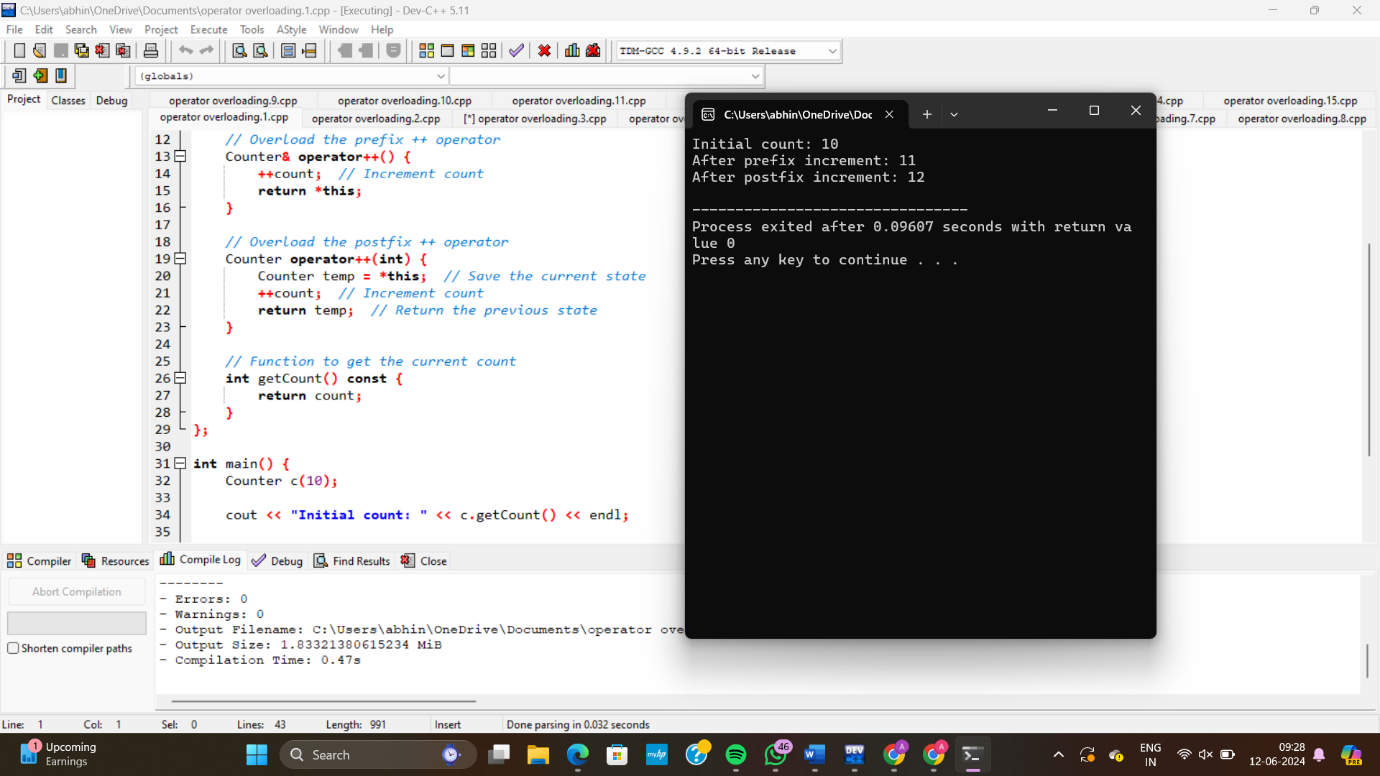 C:\Users\abhin\OneDrive\Documents\operator overloading.1.cpp - [Executing] - Dev-C++ 5.11
File Edit Search View Project Execute Tools AStyle Window Help
TDM-GCC 4.9.2 64-bit Release
(globals)
Project Classes Debug
operator overloading.9.cpp operator overloading.10.cpp operator overloading.11.cpp 4.cpp operator overloading.15.cpp
operator overloading.1.cpp operator overloading.2.cpp [*] operator overloading.3.cpp operator ov ading.7.cpp operator overloading.8.cpp
12 // Overload the prefix ++ operator
13 Counter& operator++() {
14 ++count; // Increment count
15 return *this;
16 }
17
18 // Overload the postfix ++ operator
19 Counter operator++(int) {
20 Counter temp = *this; // Save the current state
21 ++count; // Increment count
22 return temp; // Return the previous state
23 }
24
25 // Function to get the current count
26 int getCount() const {
27 return count;
28 }
29 };
30
31 int main() {
32 Counter c(10);
33
34 cout << "Initial count: " << c.getCount() << endl;
35
C:\Users\abhin\OneDrive\Doc
Initial count: 10
After prefix increment: 11
After postfix increment: 12
--------------------------------
Process exited after 0.09607 seconds with return va
lue 0
Press any key to continue . . .
Compiler Resources Compile Log Debug Find Results Close
Abort Compilation
Shorten compiler paths
--------
- Errors: 0
- Warnings: 0
- Output Filename: C:\Users\abhin\OneDrive\Documents\operator ove
- Output Size: 1.83321380615234 MiB
- Compilation Time: 0.47s
Line: 1 Col: 1 Sel: 0 Lines: 43 Length: 991 Insert Done parsing in 0.032 seconds
1
Upcoming
Earnings
Search
myhp
46
DEV
A
A
PRE
ENG
IN
09:28
12-06-2024